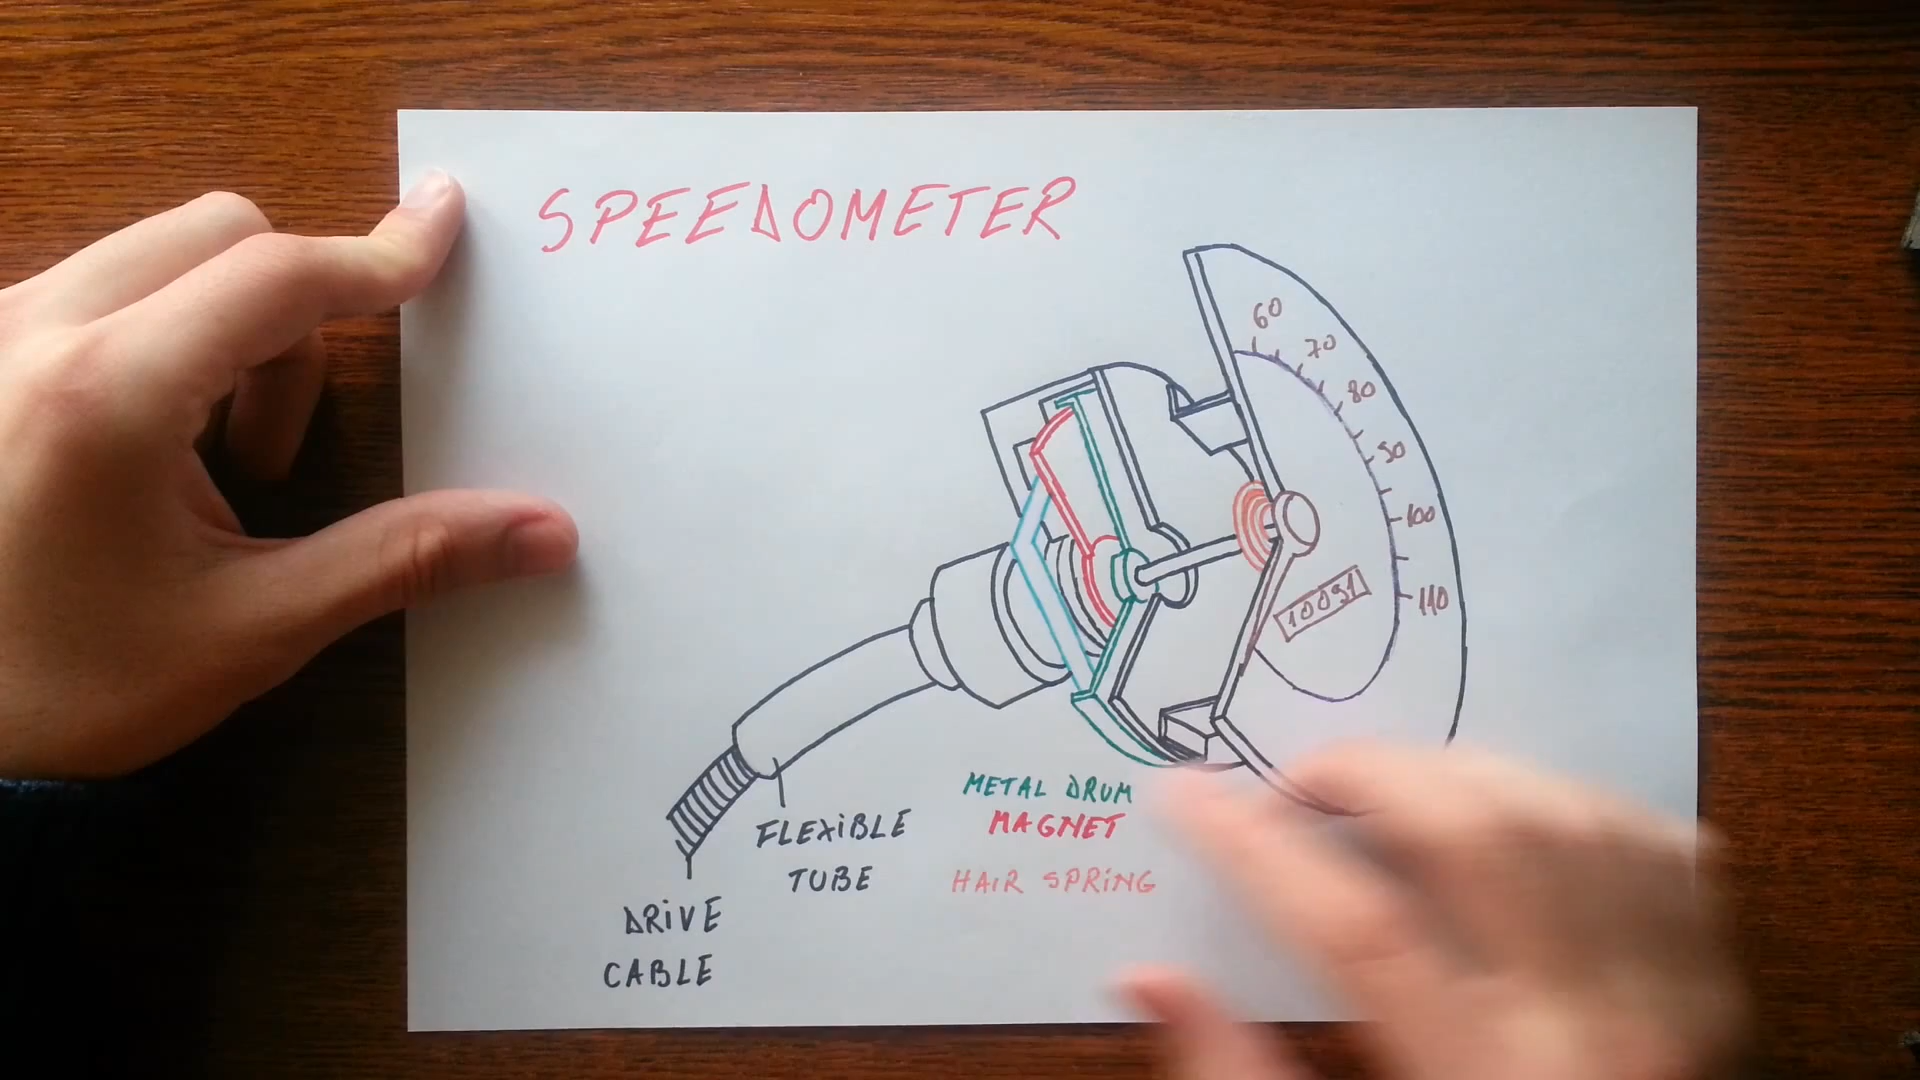 SPEEDOMETER
60
70
80
90
100
110
10091
METAL DRUM
MAGNET
HAIR SPRING
FLEXiBLE
TUBE
DRiVE
CABLE